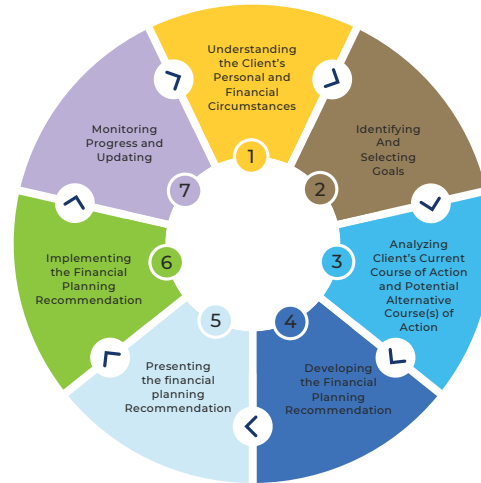 Understanding
the Client's
Personal and
Financial
Circumstances
1
Identifying
And
Selecting
Goals
2
Analyzing
Client's Current
Course of Action
and Potential
Alternative
Course(s) of
Action
3
Developing
the Financial
Planning
Recommendation
4
Presenting
the financial
planning
Recommendation
5
Implementing
the Financial
Planning
Recommendation
6
Monitoring
Progress and
Updating
7